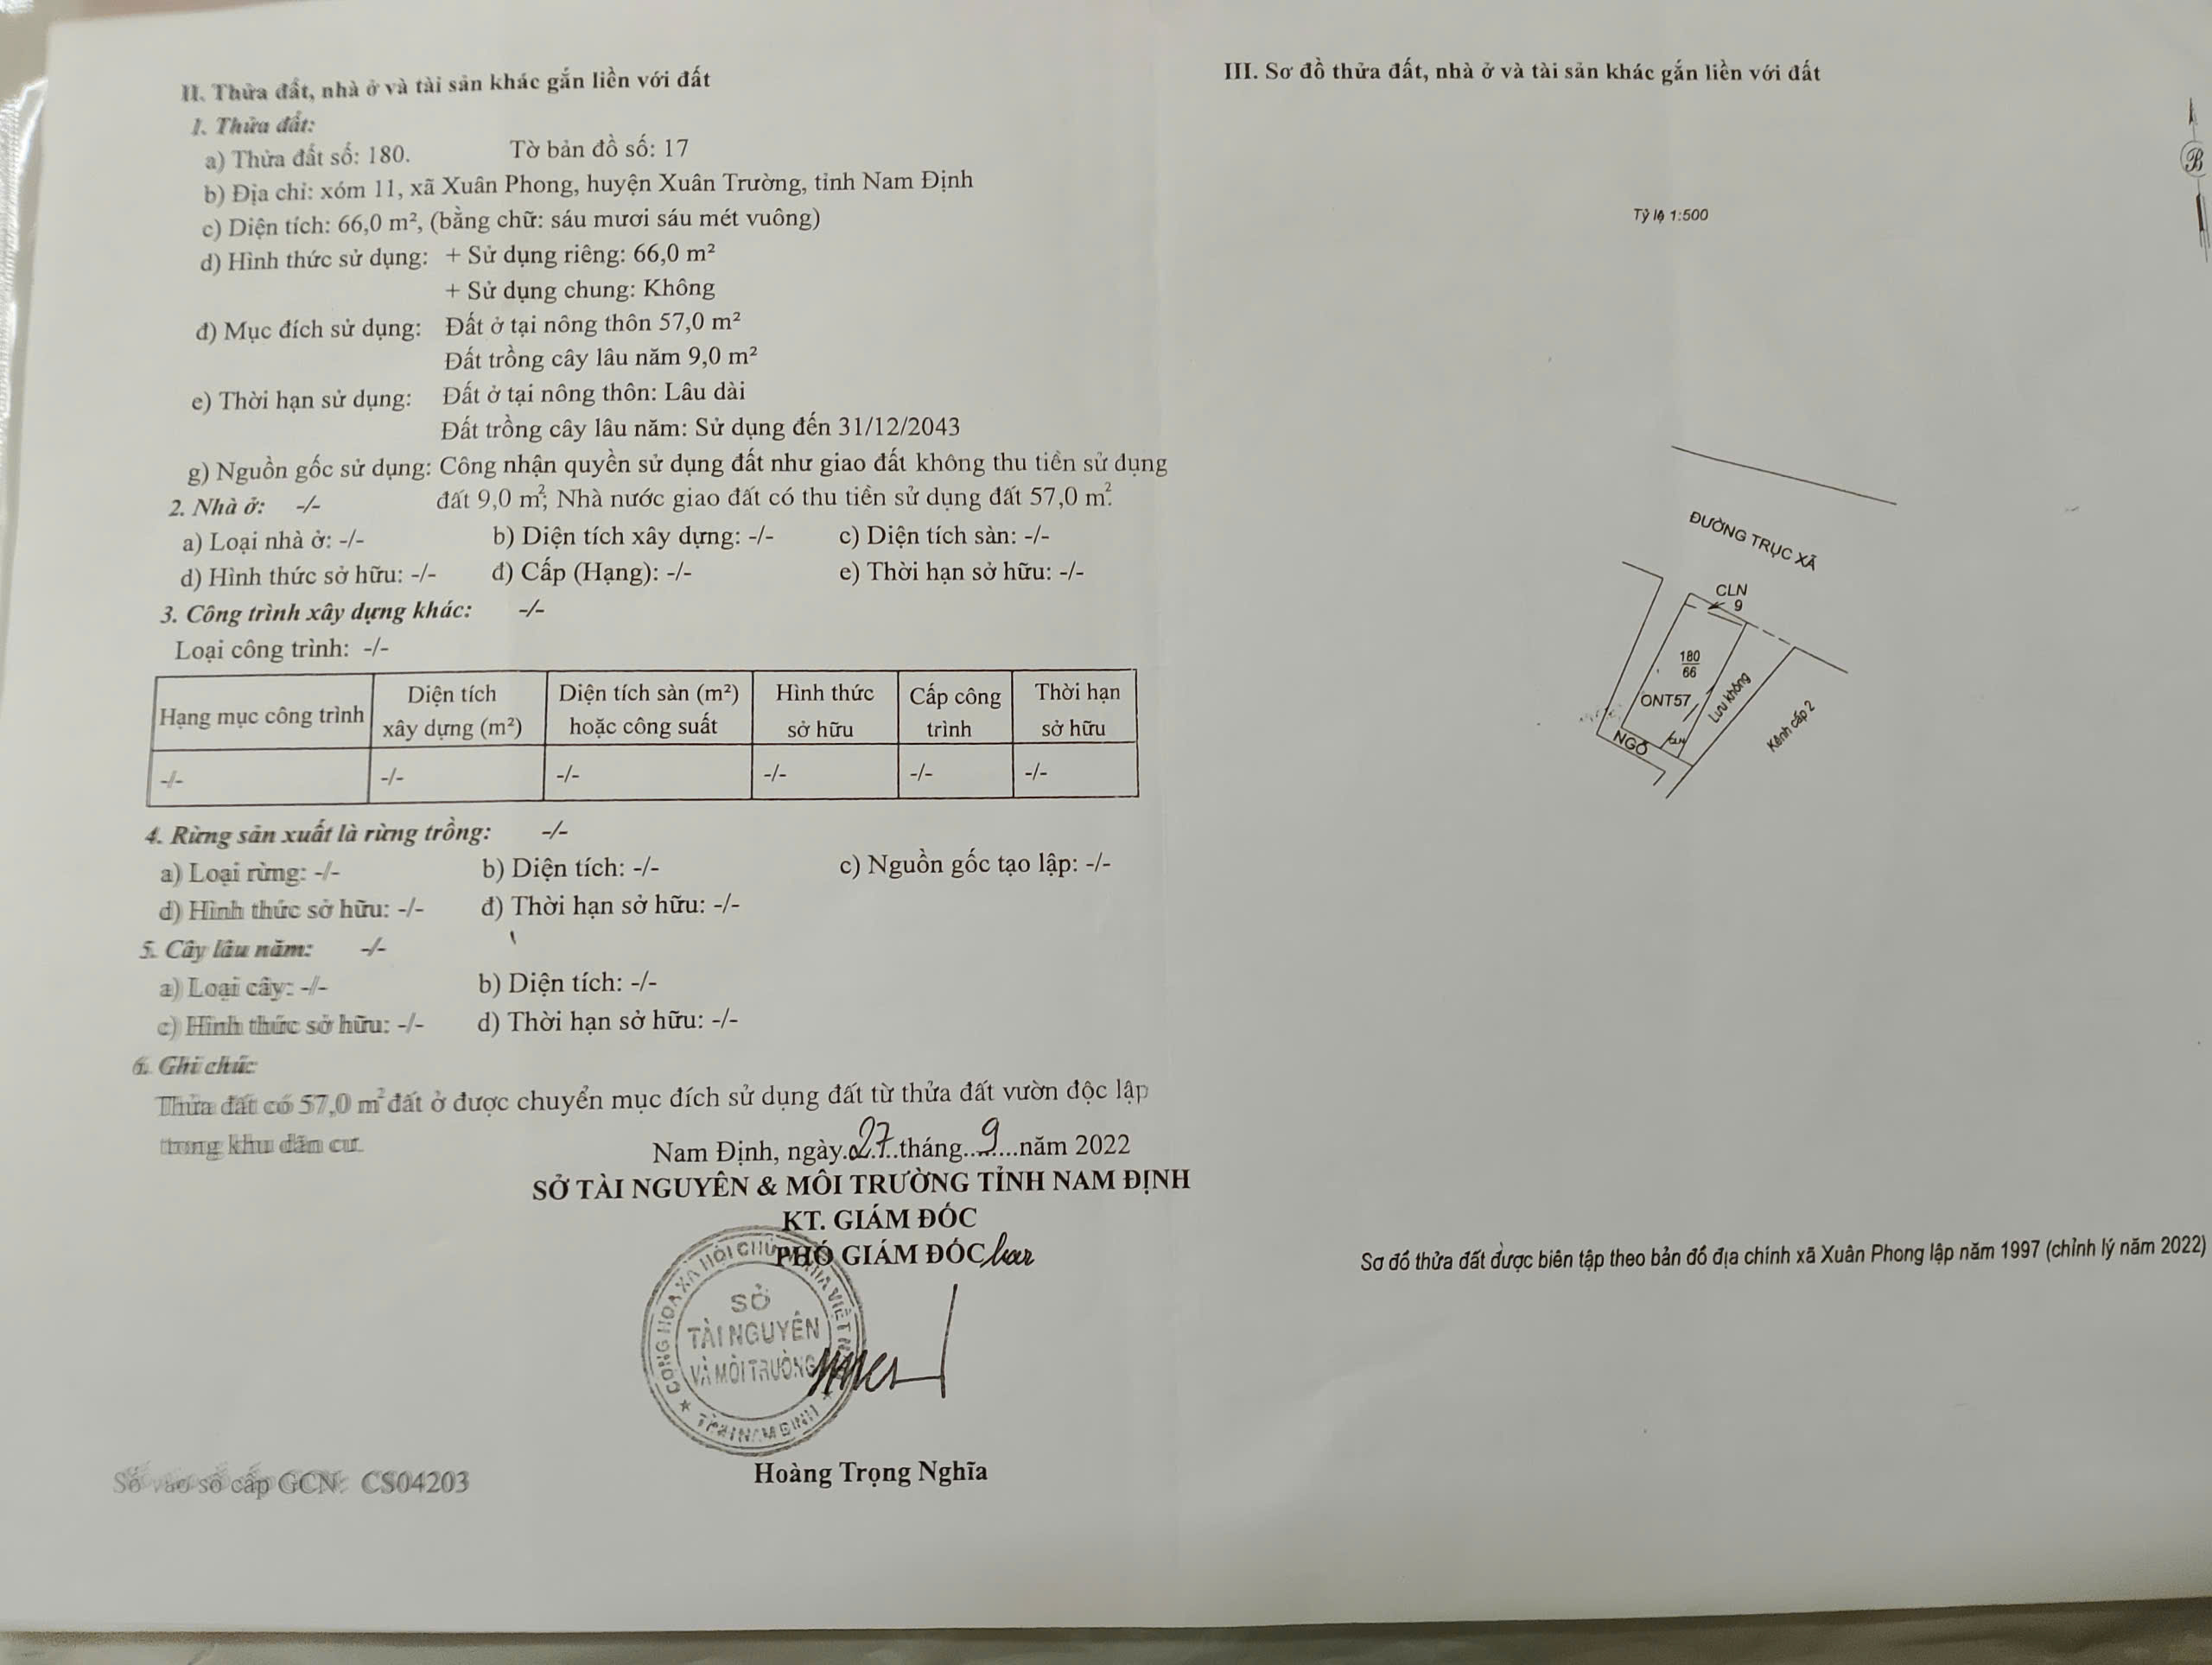 II. Thửa đất, nhà ở và tài sản khác gắn liền với đất
1. Thửa đất:
a) Thửa đất số: 180. Tờ bản đồ số: 17
b) Địa chỉ: xóm 11, xã Xuân Phong, huyện Xuân Trường, tỉnh Nam Định
c) Diện tích: 66,0 m², (bằng chữ: sáu mươi sáu mét vuông)
d) Hình thức sử dụng: + Sử dụng riêng: 66,0 m²
+ Sử dụng chung: Không
đ) Mục đích sử dụng: Đất ở tại nông thôn 57,0 m²
Đất trồng cây lâu năm 9,0 m²
e) Thời hạn sử dụng: Đất ở tại nông thôn: Lâu dài
Đất trồng cây lâu năm: Sử dụng đến 31/12/2043
g) Nguồn gốc sử dụng: Công nhận quyền sử dụng đất như giao đất không thu tiền sử dụng
đất 9,0 m²; Nhà nước giao đất có thu tiền sử dụng đất 57,0 m².
2. Nhà ở: -/-
a) Loại nhà ở: -/- b) Diện tích xây dựng: -/- c) Diện tích sàn: -/-
d) Hình thức sở hữu: -/- đ) Cấp (Hạng): -/- e) Thời hạn sở hữu: -/-
3. Công trình xây dựng khác: -/-
Loại công trình: -/-
Hạng mục công trình | Diện tích xây dựng (m²) | Diện tích sàn (m²) hoặc công suất | Hình thức sở hữu | Cấp công trình | Thời hạn sở hữu
-/- | -/- | -/- | -/- | -/- | -/-
4. Rừng sản xuất là rừng trồng: -/-
a) Loại rừng: -/- b) Diện tích: -/- c) Nguồn gốc tạo lập: -/-
d) Hình thức sở hữu: -/- đ) Thời hạn sở hữu: -/-
5. Cây lâu năm: -/-
a) Loại cây: -/- b) Diện tích: -/-
c) Hình thức sở hữu: -/- d) Thời hạn sở hữu: -/-
6. Ghi chú:
Thửa đất có 57,0 m² đất ở được chuyển mục đích sử dụng đất từ thửa đất vườn độc lập
trong khu dân cư.
Nam Định, ngày 27 tháng 9 năm 2022
SỞ TÀI NGUYÊN & MÔI TRƯỜNG TỈNH NAM ĐỊNH
KT. GIÁM ĐỐC
PHÓ GIÁM ĐỐC
SỞ
TÀI NGUYÊN
VÀ MÔI TRƯỜNG
Hoàng Trọng Nghĩa
Số vào sổ cấp GCN: CS04203
III. Sơ đồ thửa đất, nhà ở và tài sản khác gắn liền với đất
B
Tỷ lệ 1:500
ĐƯỜNG TRỤC XÃ
CLN
9
180
66
ONT57
Lưu không
Kênh cấp 2
NGÕ
Sơ đồ thửa đất được biên tập theo bản đồ địa chính xã Xuân Phong lập năm 1997 (chỉnh lý năm 2022)